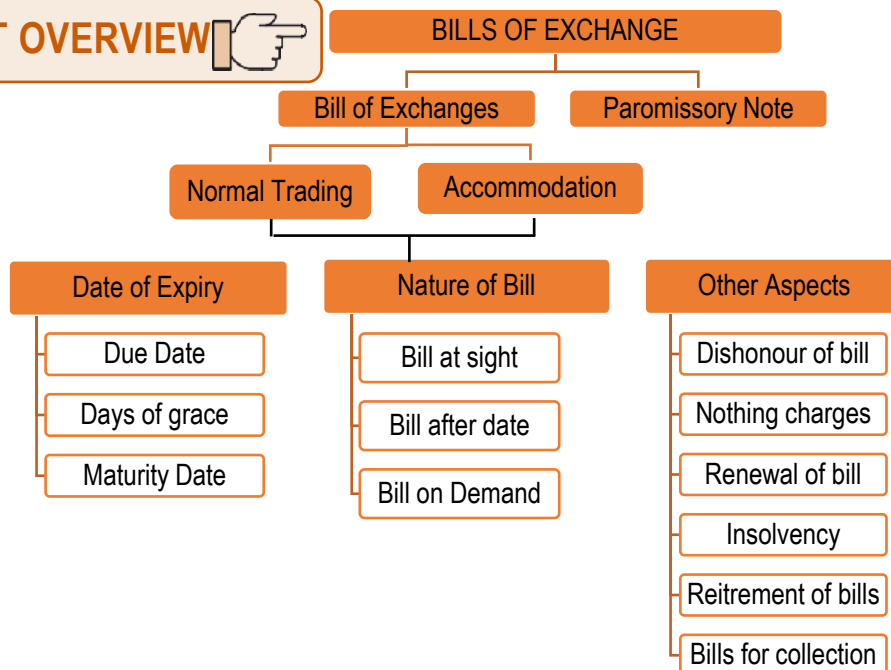 T OVERVIEW
BILLS OF EXCHANGE
Bill of Exchanges
Paromissory Note
Normal Trading
Accommodation
Date of Expiry
Due Date
Days of grace
Maturity Date
Nature of Bill
Bill at sight
Bill after date
Bill on Demand
Other Aspects
Dishonour of bill
Nothing charges
Renewal of bill
Insolvency
Reitrement of bills
Bills for collection